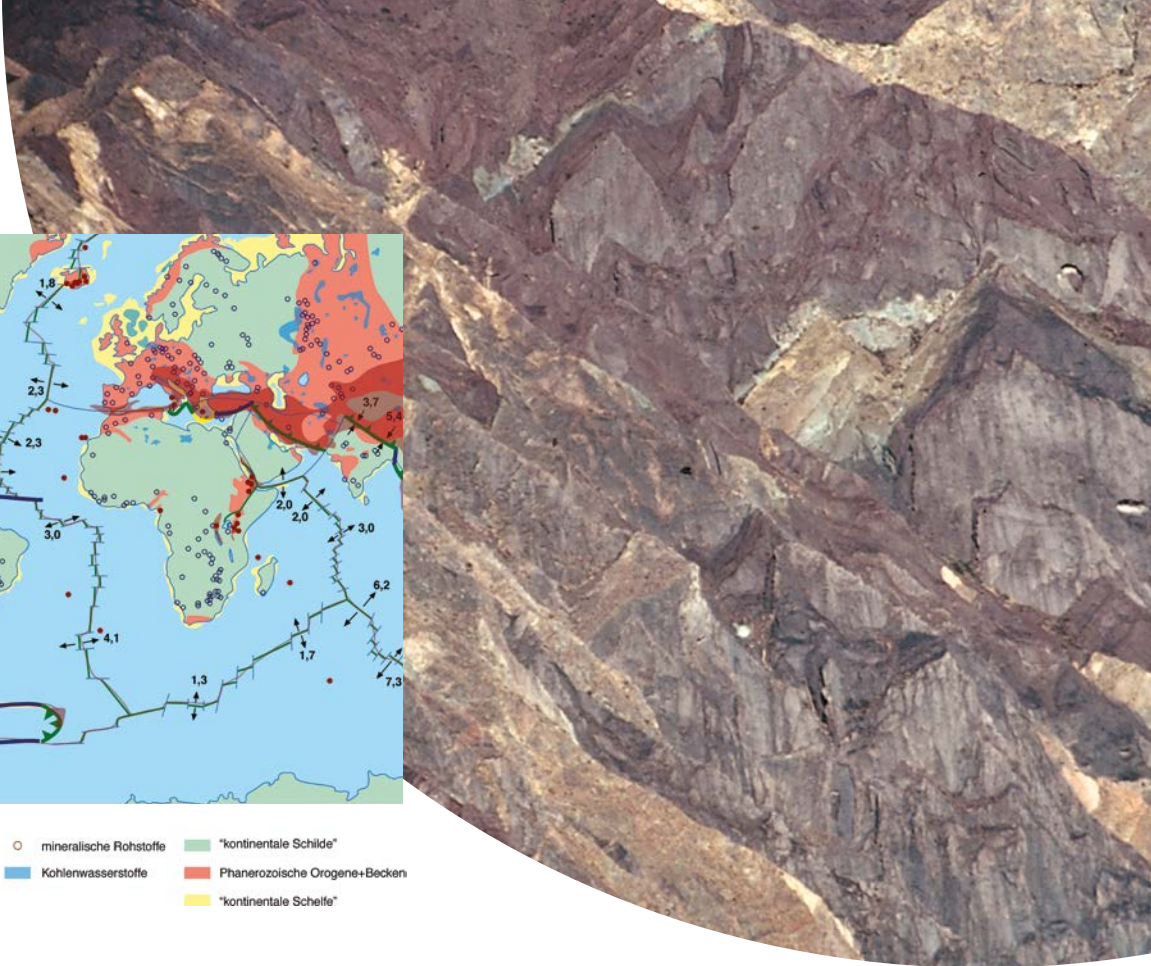 1,8
2,3
2,3
3,7
5,4
2,0
2,0
3,0
3,0
6,2
4,1
1,7
1,3
7,3
mineralische Rohstoffe
"kontinentale Schilde"
Kohlenwasserstoffe
Phanerozoische Orogene+Becken
"kontinentale Schelfe"